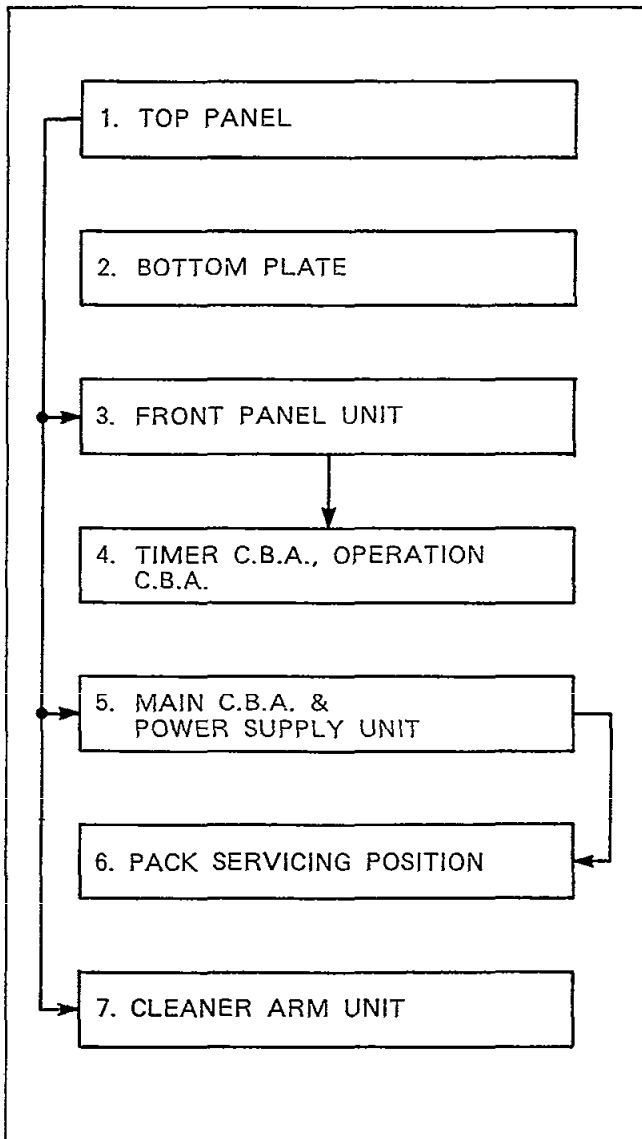 1. TOP PANEL
2. BOTTOM PLATE
3. FRONT PANEL UNIT
4. TIMER C.B.A., OPERATION
C.B.A.
5. MAIN C.B.A. &
POWER SUPPLY UNIT
6. PACK SERVICING POSITION
7. CLEANER ARM UNIT